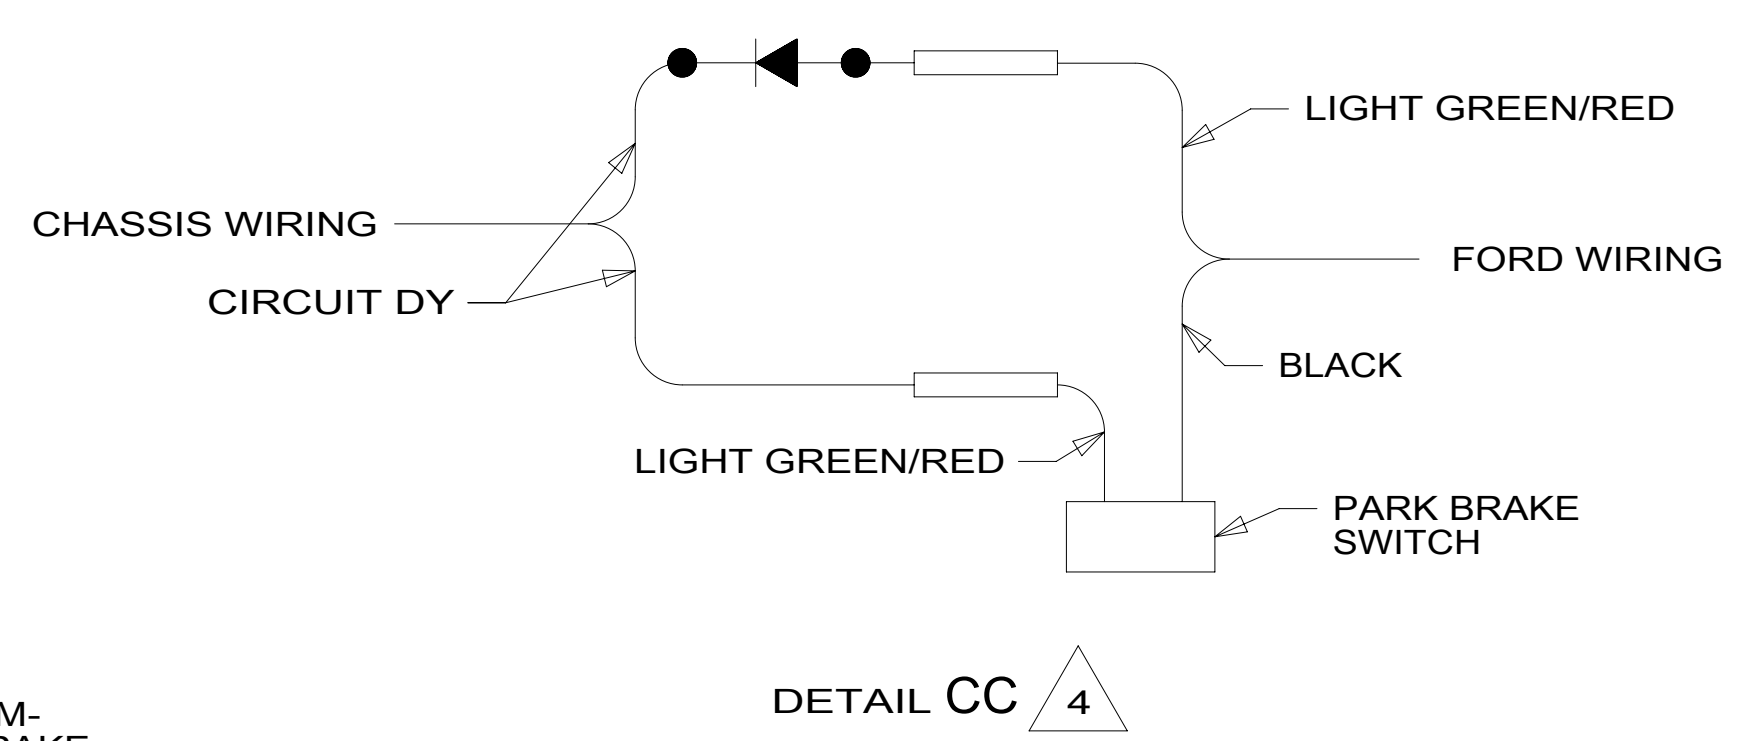 LIGHT GREEN/RED
CHASSIS WIRING
FORD WIRING
CIRCUIT DY
BLACK
LIGHT GREEN/RED
PARK BRAKE
SWITCH
DETAIL CC 4
M-